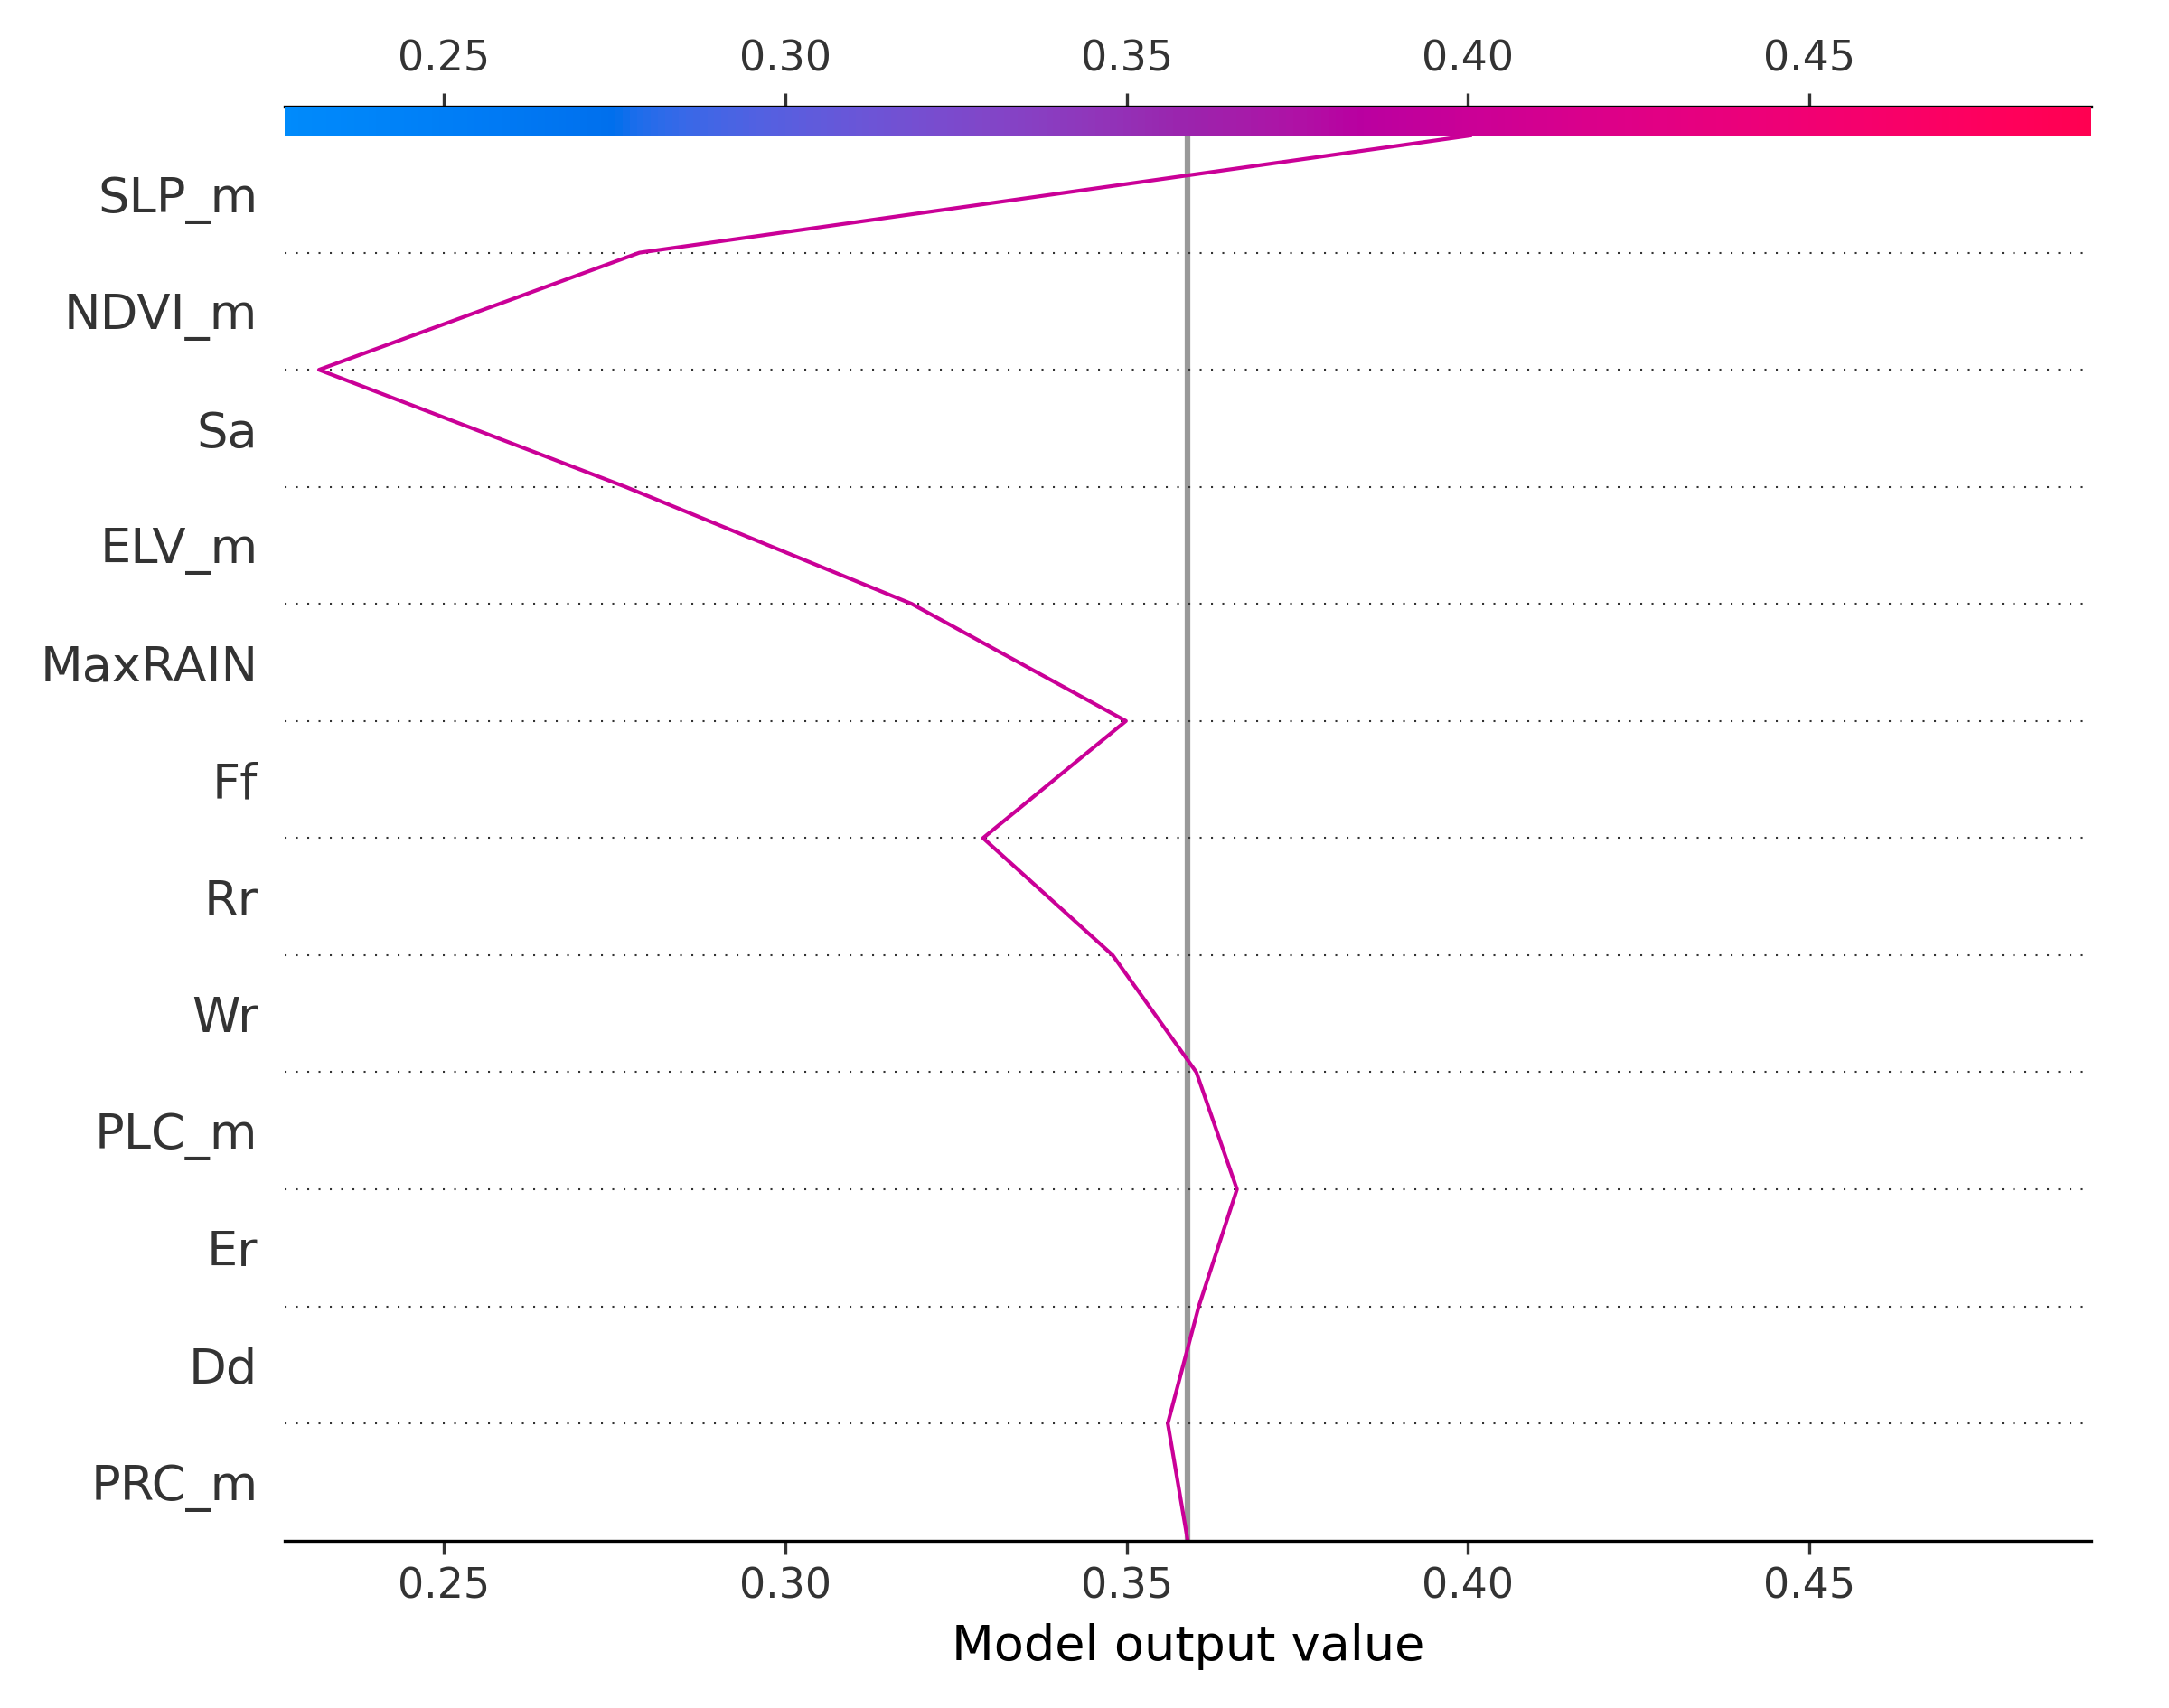 0.25 0.30 0.35 0.40 0.45
SLP_m
NDVI_m
Sa
ELV_m
MaxRAIN
Ff
Rr
Wr
PLC_m
Er
Dd
PRC_m
0.25 0.30 0.35 0.40 0.45
Model output value